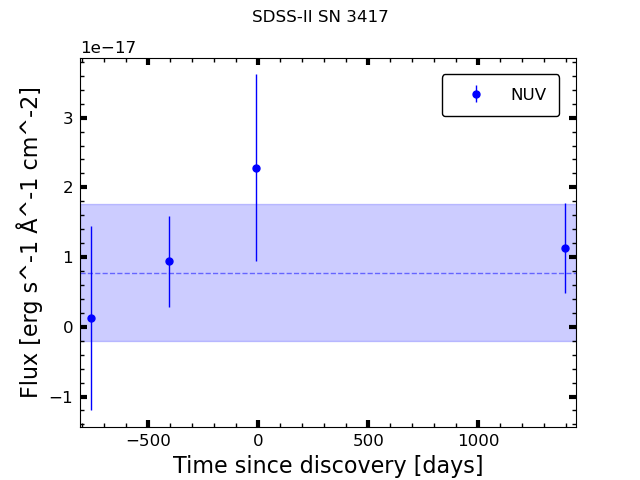 SDSS-II SN 3417
1e−17
NUV
3
2
1
0
−1
Flux [erg s^-1 Å^-1 cm^-2]
−500 0 500 1000
Time since discovery [days]